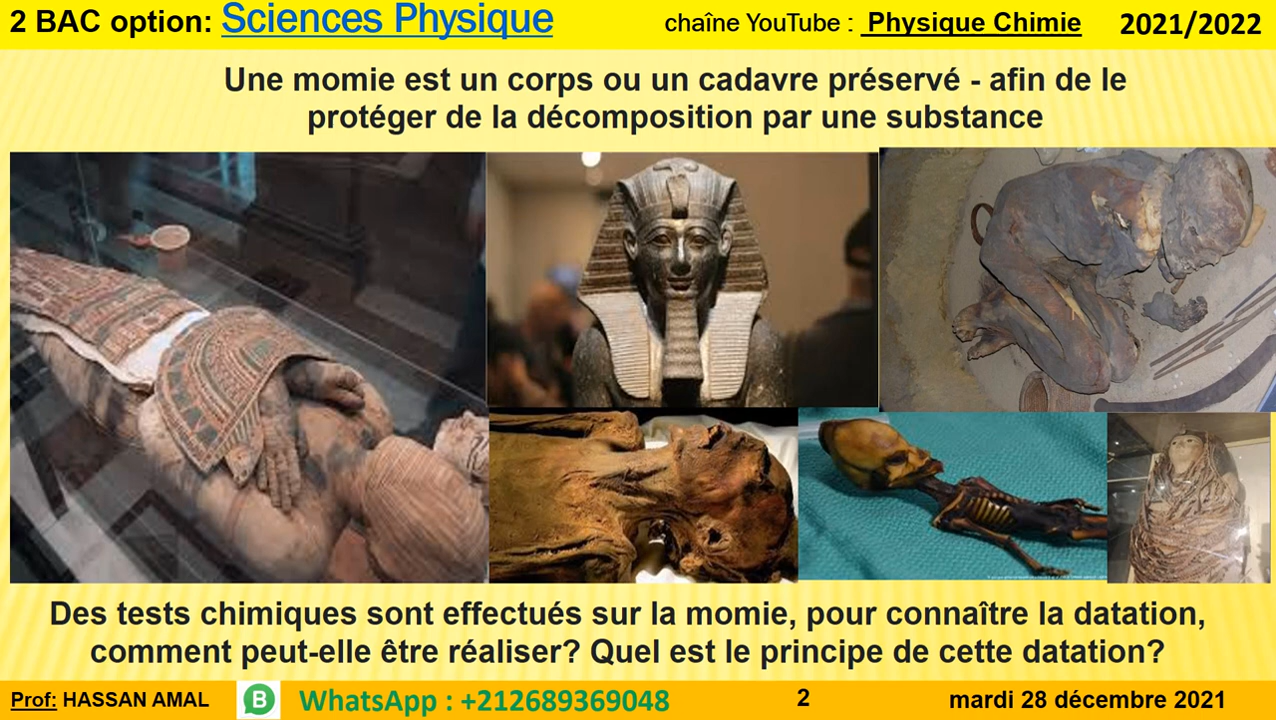 2 BAC option: Sciences Physique
chaîne YouTube : Physique Chimie
2021/2022
Une momie est un corps ou un cadavre préservé - afin de le
protéger de la décomposition par une substance
Des tests chimiques sont effectués sur la momie, pour connaître la datation,
comment peut-elle être réaliser? Quel est le principe de cette datation?
Prof: HASSAN AMAL
B
WhatsApp : +212689369048
2
mardi 28 décembre 2021